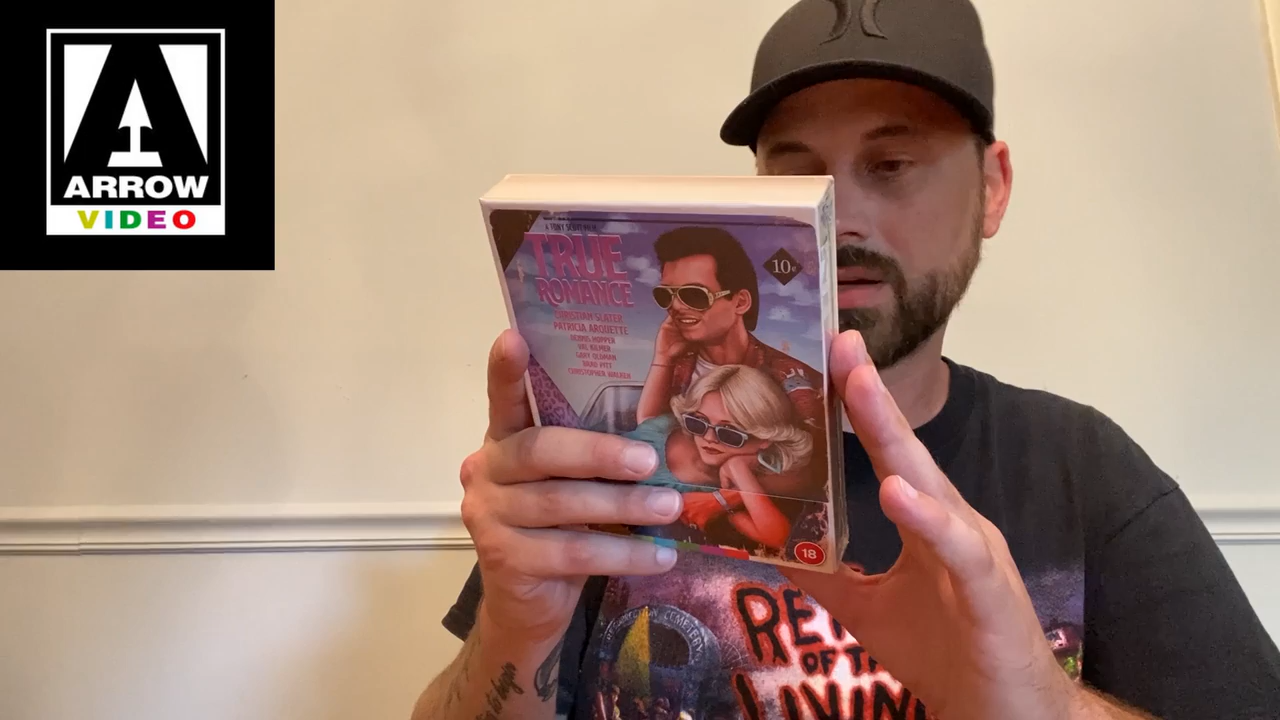 ARROW
VIDEO
A TONY SCOTT FILM
TRUE
ROMANCE
CHRISTIAN SLATER
PATRICIA ARQUETTE
DENNIS HOPPER
VAL KILMER
GARY OLDMAN
BRAD PITT
CHRISTOPHER WALKEN
10
18
CEMETERY
RE
OF T
LIVIN